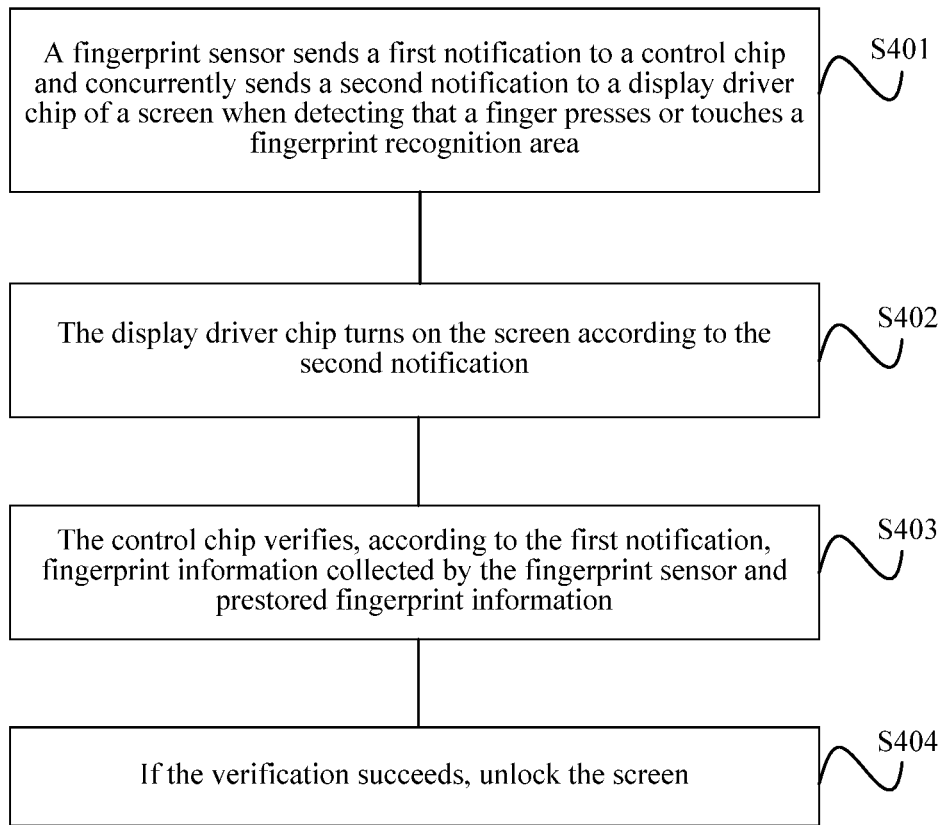 A fingerprint sensor sends a first notification to a control chip
and concurrently sends a second notification to a display driver
chip of a screen when detecting that a finger presses or touches a
fingerprint recognition area
S401
The display driver chip turns on the screen according to the
second notification
S402
The control chip verifies, according to the first notification,
fingerprint information collected by the fingerprint sensor and
prestored fingerprint information
S403
If the verification succeeds, unlock the screen
S404